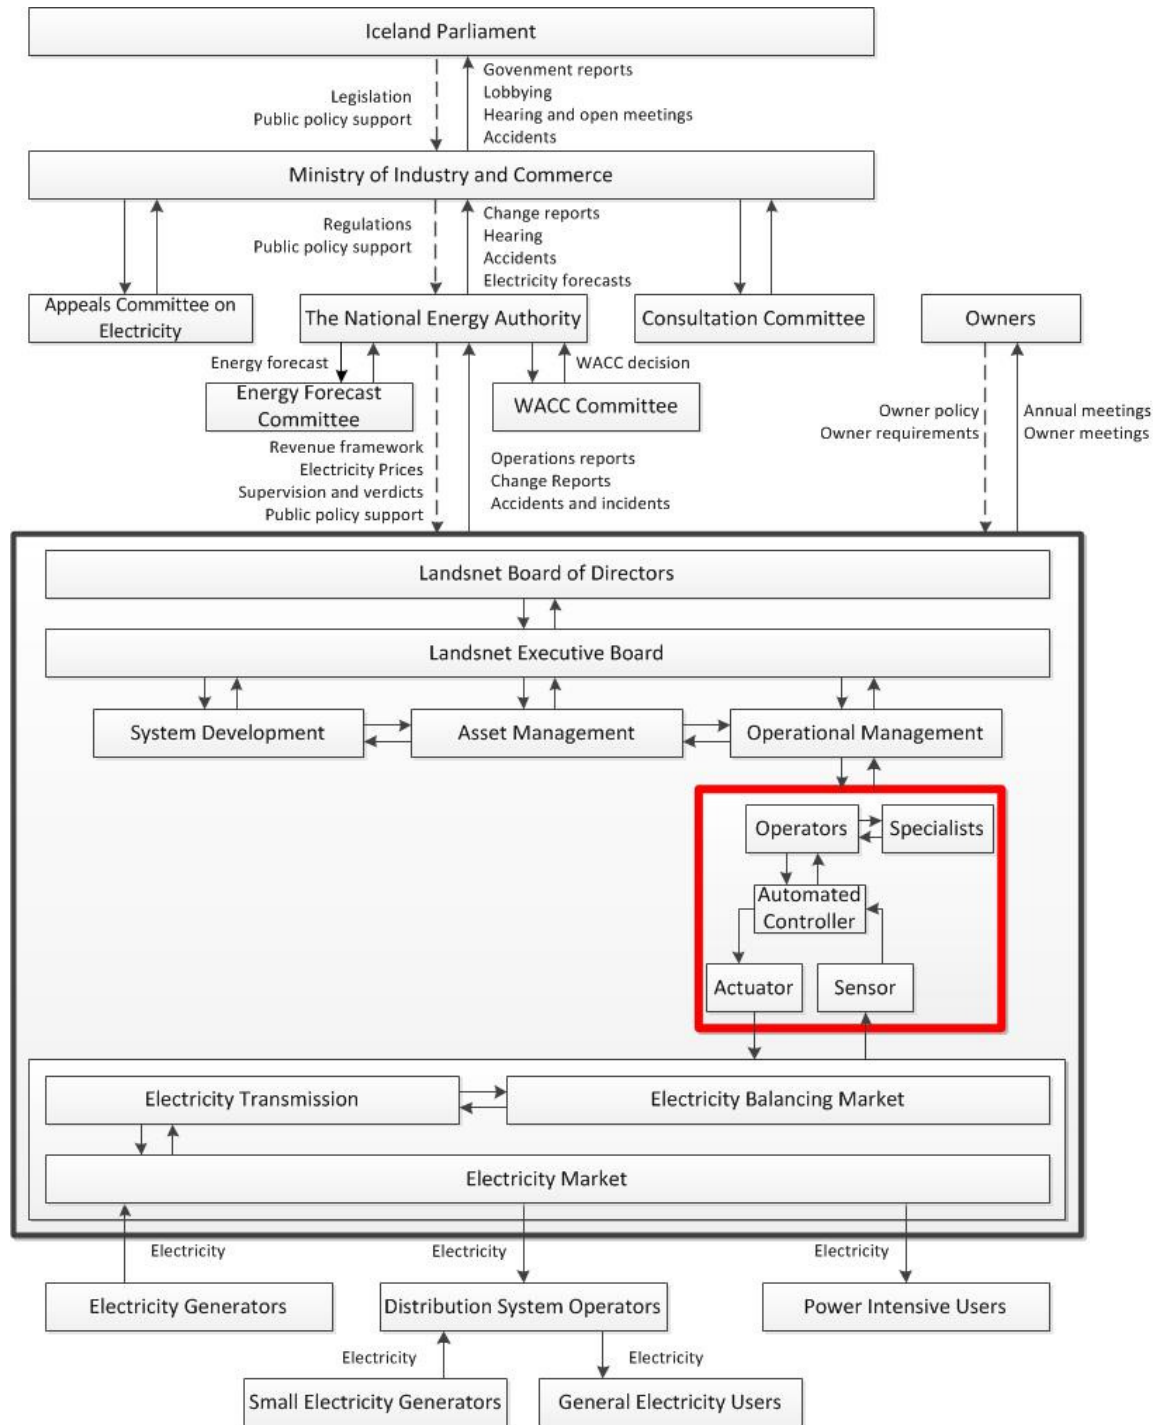 Iceland Parliament
Legislation
Public policy support
Govenment reports
Lobbying
Hearing and open meetings
Accidents
Ministry of Industry and Commerce
Regulations
Public policy support
Change reports
Hearing
Accidents
Electricity forecasts
Appeals Committee on
Electricity
The National Energy Authority
Consultation Committee
Owners
Energy forecast
WACC decision
Energy Forecast
Committee
WACC Committee
Owner policy
Owner requirements
Annual meetings
Owner meetings
Revenue framework
Electricity Prices
Supervision and verdicts
Public policy support
Operations reports
Change Reports
Accidents and incidents
Landsnet Board of Directors
Landsnet Executive Board
System Development
Asset Management
Operational Management
Operators
Specialists
Automated
Controller
Actuator
Sensor
Electricity Transmission
Electricity Balancing Market
Electricity Market
Electricity
Electricity
Electricity
Electricity Generators
Distribution System Operators
Power Intensive Users
Electricity
Electricity
Small Electricity Generators
General Electricity Users